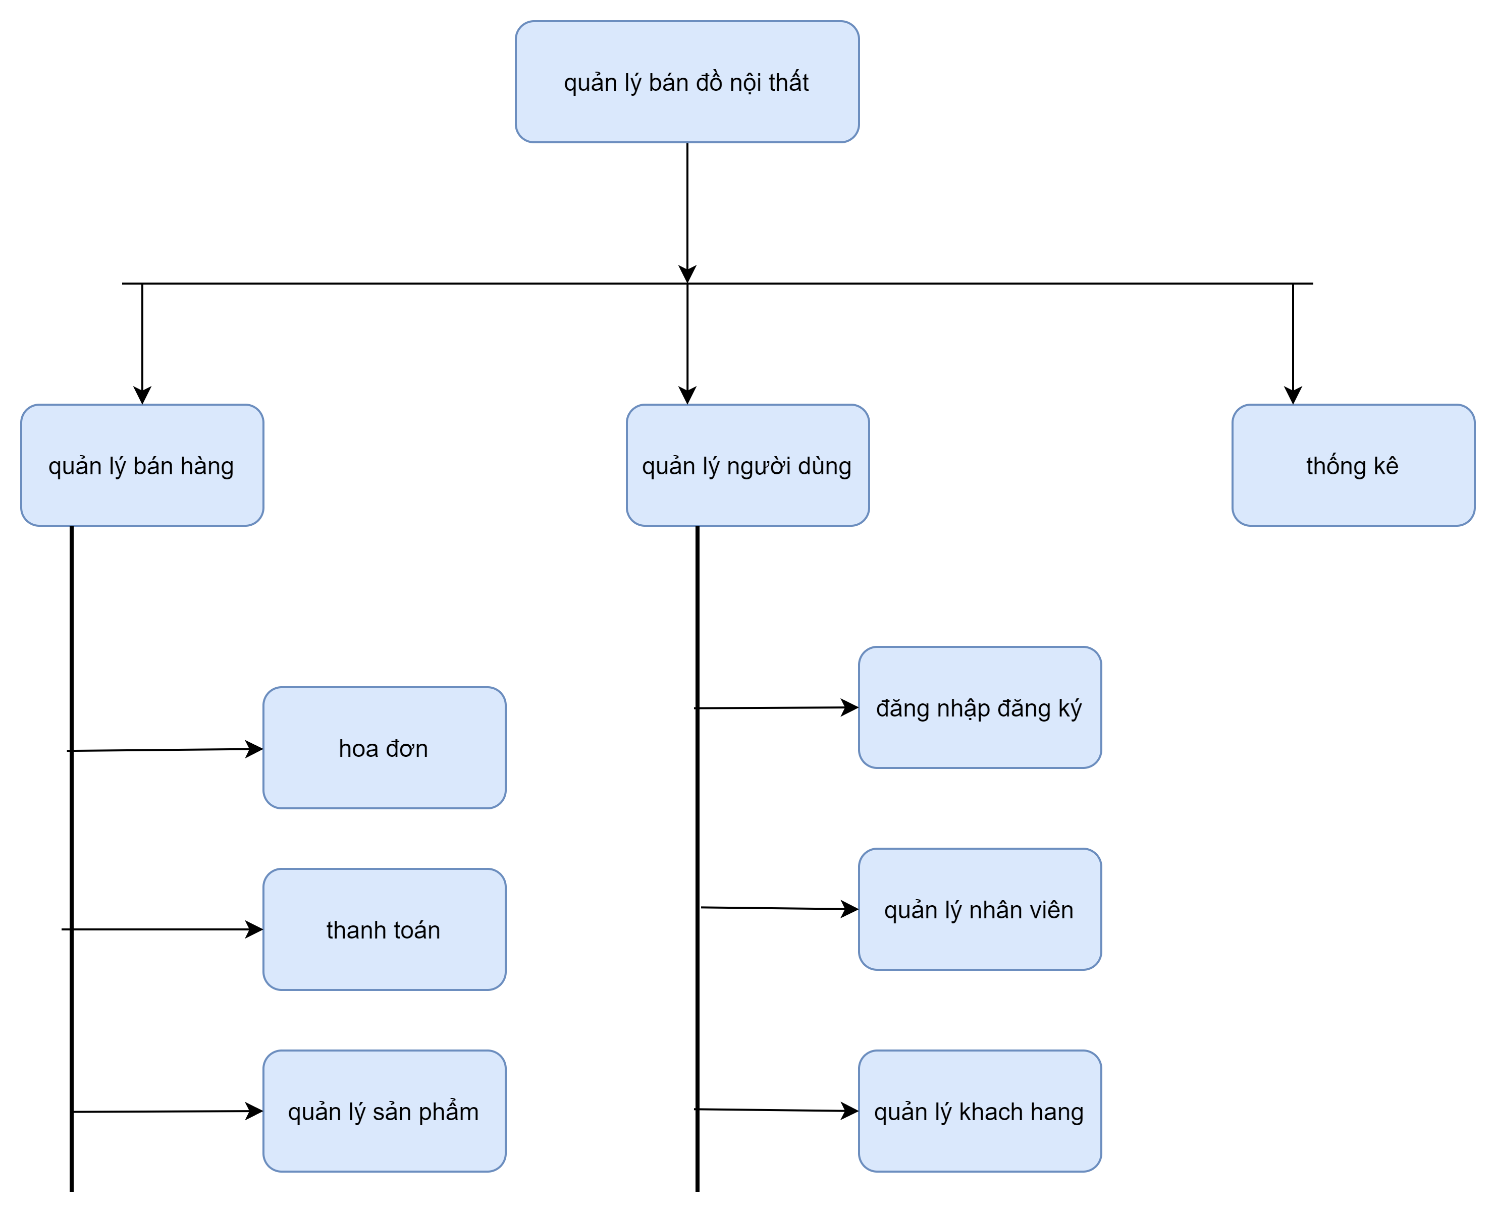 quản lý bán đồ nội thất
quản lý bán hàng
quản lý người dùng
thống kê
hoa đơn
thanh toán
quản lý sản phẩm
đăng nhập đăng ký
quản lý nhân viên
quản lý khach hang